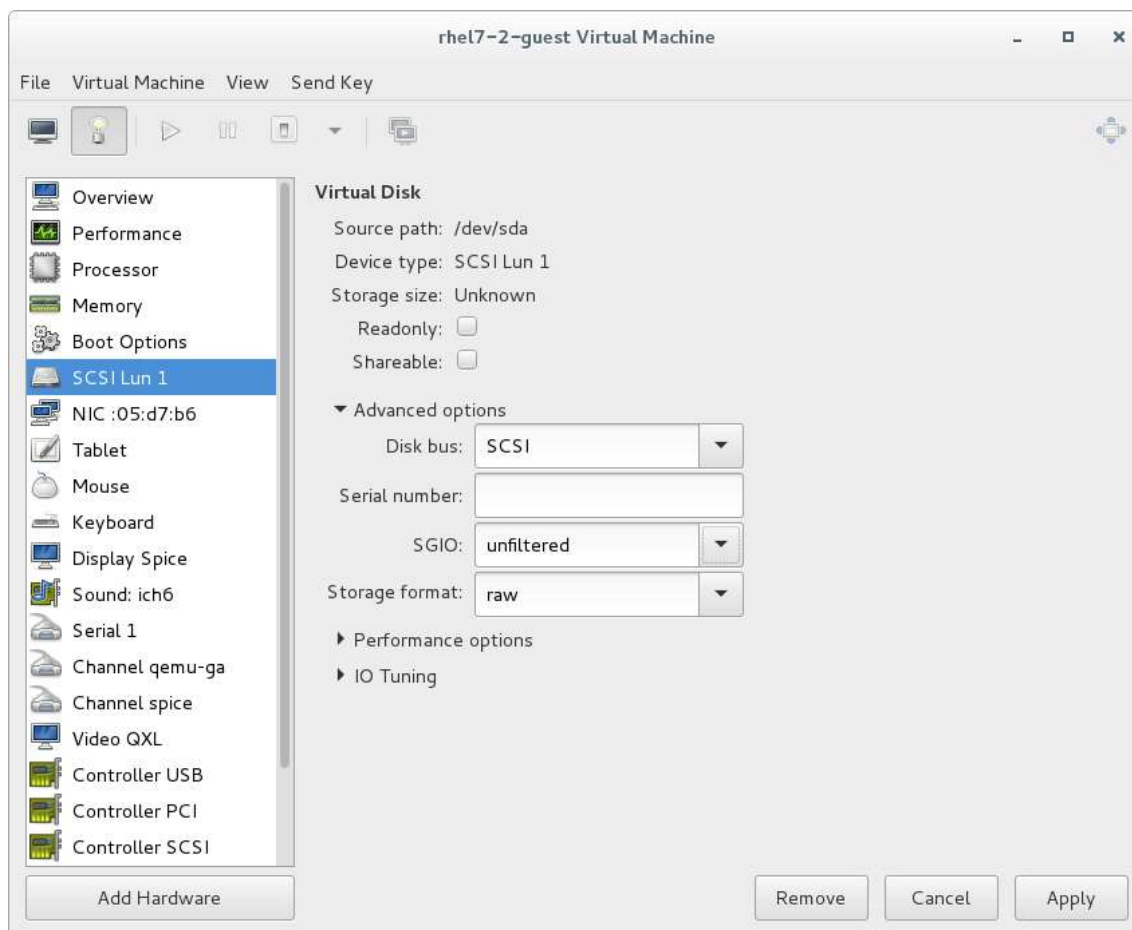 rhel7-2-guest Virtual Machine
File Virtual Machine View Send Key
Overview
Performance
Processor
Memory
Boot Options
SCSI Lun 1
NIC :05:d7:b6
Tablet
Mouse
Keyboard
Display Spice
Sound: ich6
Serial 1
Channel qemu-ga
Channel spice
Video QXL
Controller USB
Controller PCI
Controller SCSI
Add Hardware
Virtual Disk
Source path: /dev/sda
Device type: SCSI Lun 1
Storage size: Unknown
Readonly:
Shareable:
Advanced options
Disk bus: SCSI
Serial number:
SGIO: unfiltered
Storage format: raw
Performance options
IO Tuning
Remove Cancel Apply